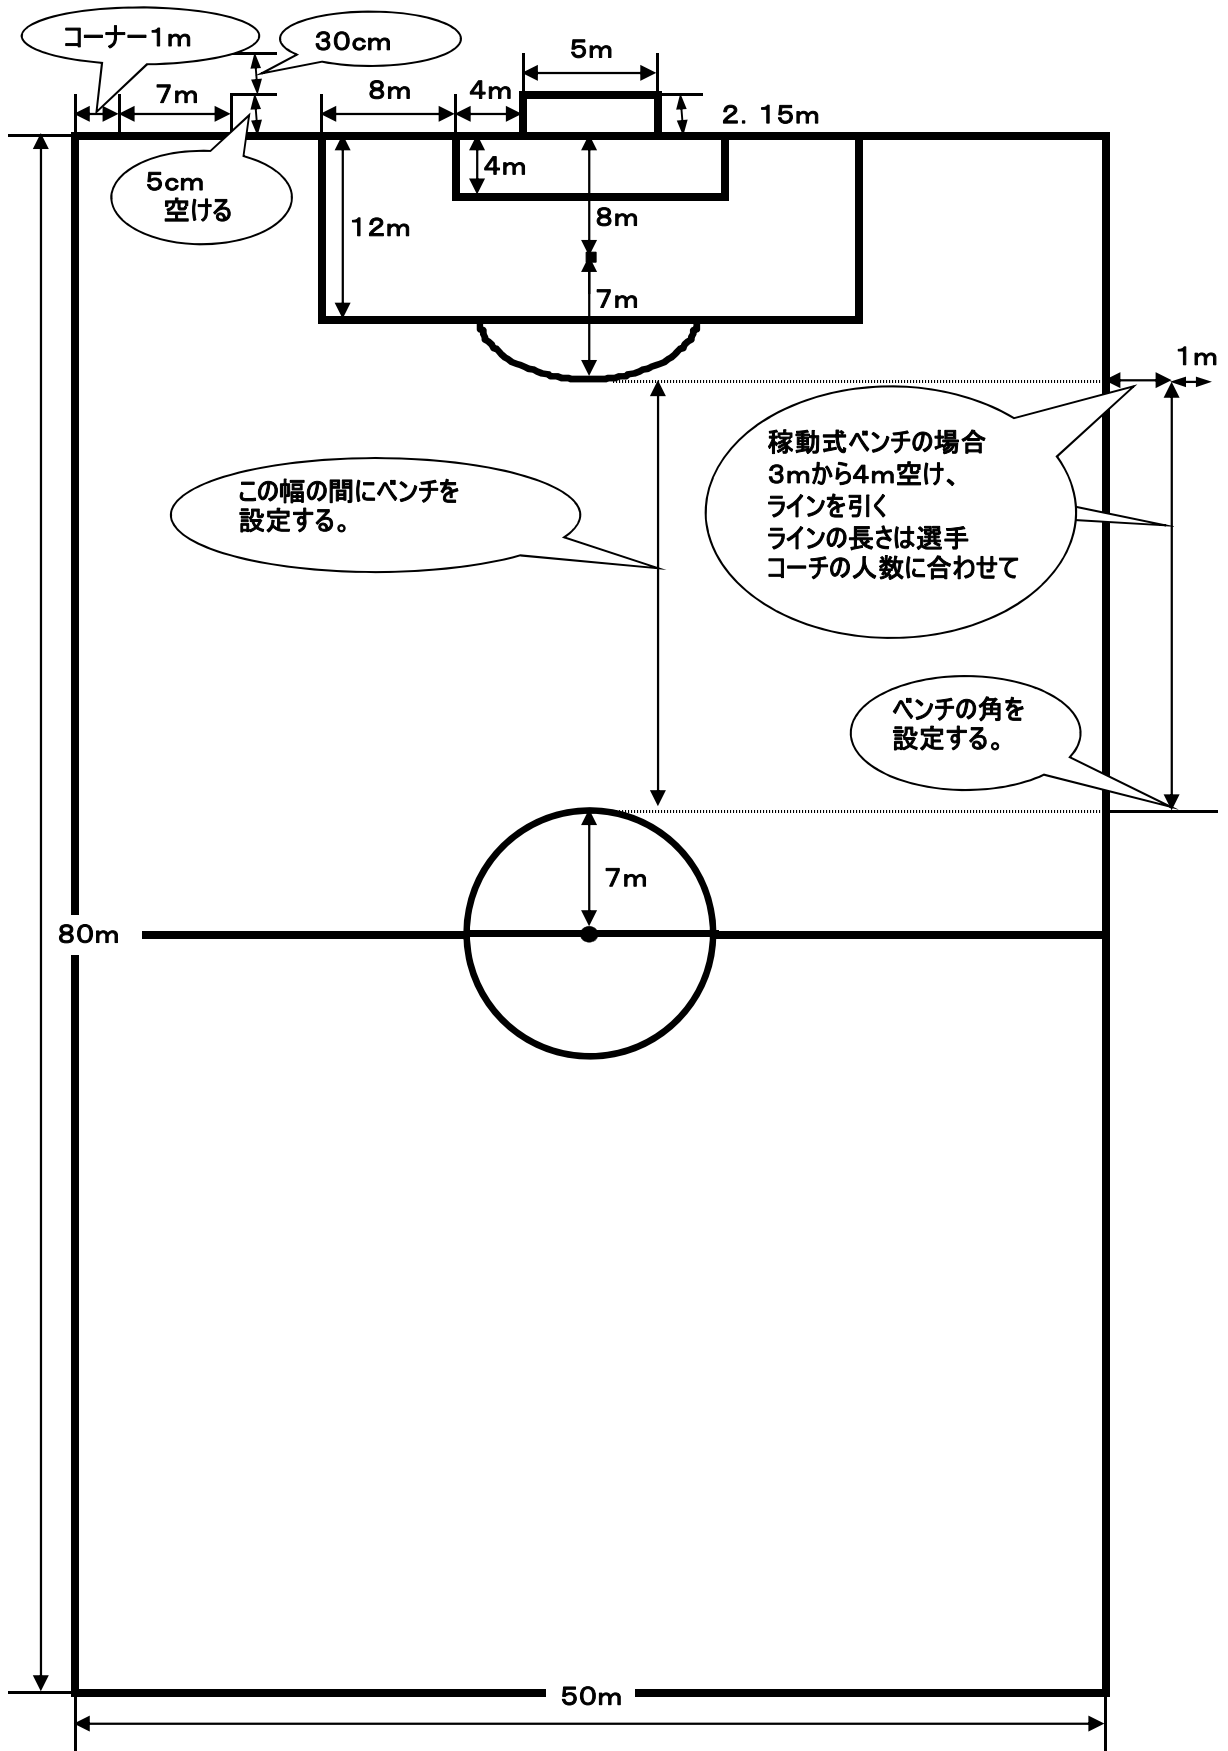 コーナー1m
30cm
5m
7m
8m
4m
2．15m
5cm
空ける
4m
12m
8m
7m
1m
稼動式ベンチの場合
3mから4m空け、
ラインを引く
ラインの長さは選手
コーチの人数に合わせて
この幅の間にベンチを
設定する。
ベンチの角を
設定する。
7m
80m
50m